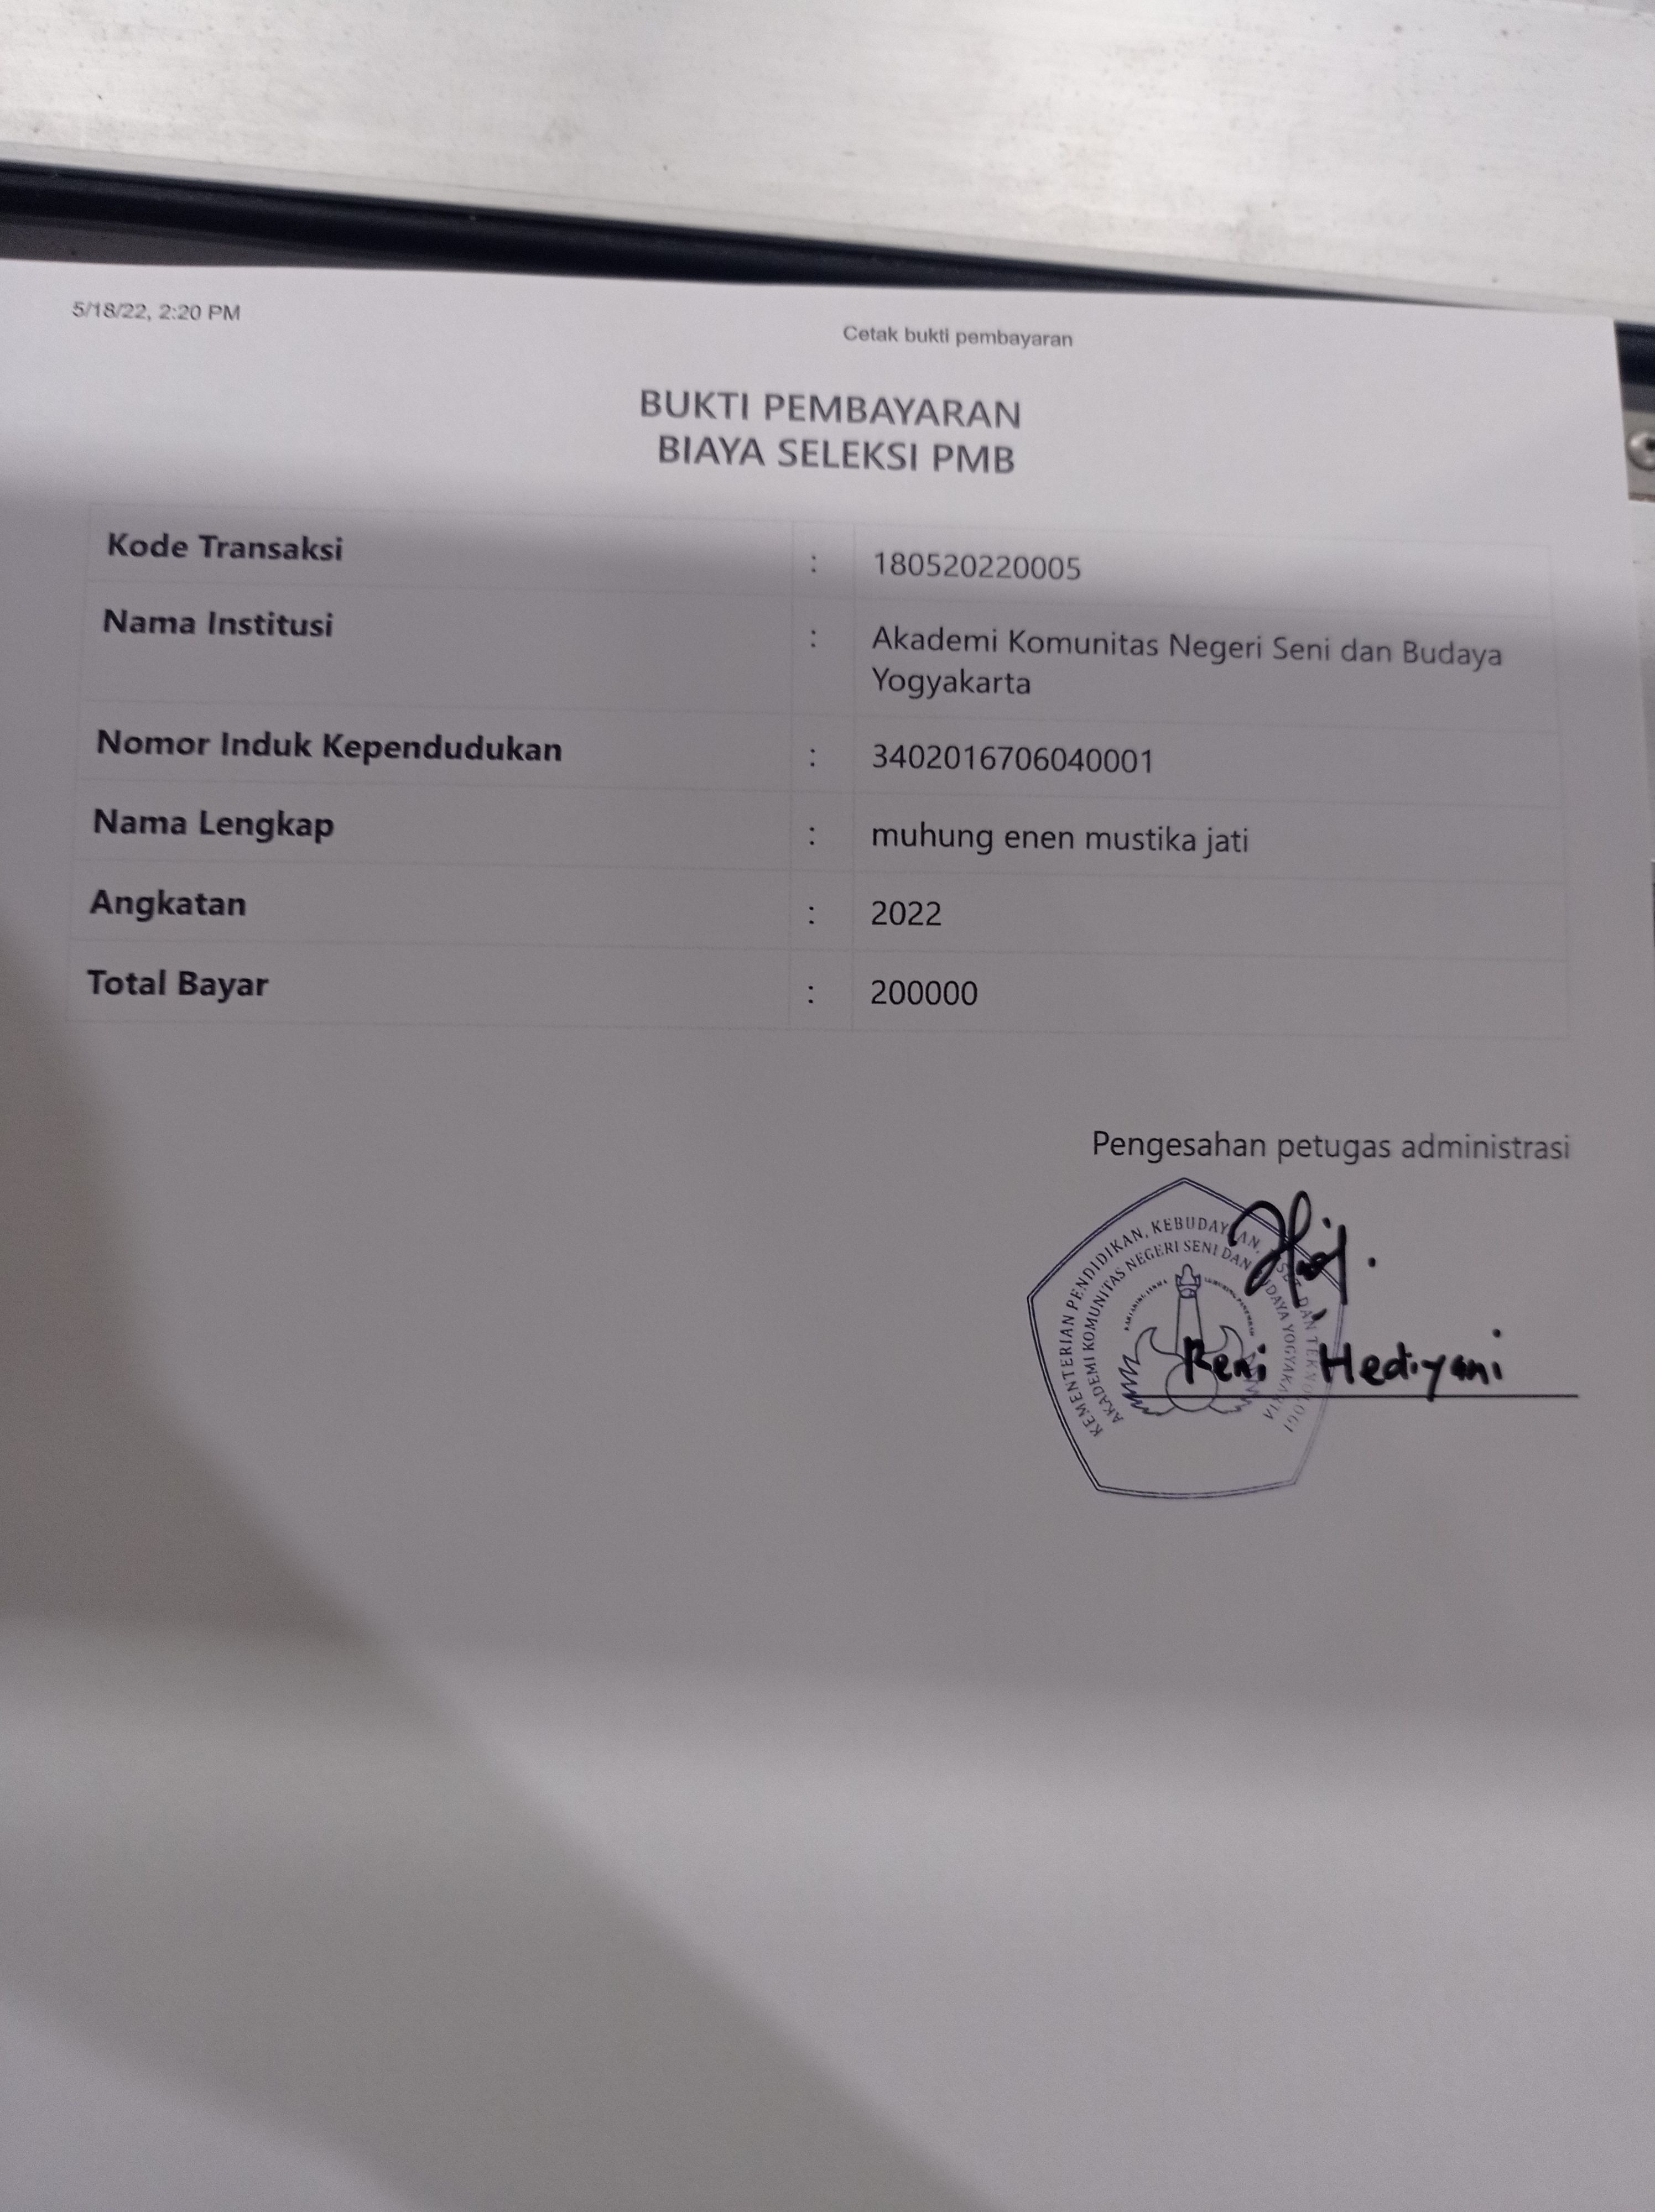 5/18/22, 2:20 PM
Cetak bukti pembayaran
BUKTI PEMBAYARAN
BIAYA SELEKSI PMB
Kode Transaksi : 180520220005
Nama Institusi : Akademi Komunitas Negeri Seni dan Budaya
Yogyakarta
Nomor Induk Kependudukan : 3402016706040001
Nama Lengkap : muhung enen mustika jati
Angkatan : 2022
Total Bayar : 200000
Pengesahan petugas administrasi
KEMENTERIAN PENDIDIKAN, KEBUDAYAAN, DAN TEKNOLOGI
AKADEMI KOMUNITAS NEGERI SENI DAN BUDAYA YOGYAKARTA
Reni Hediyani